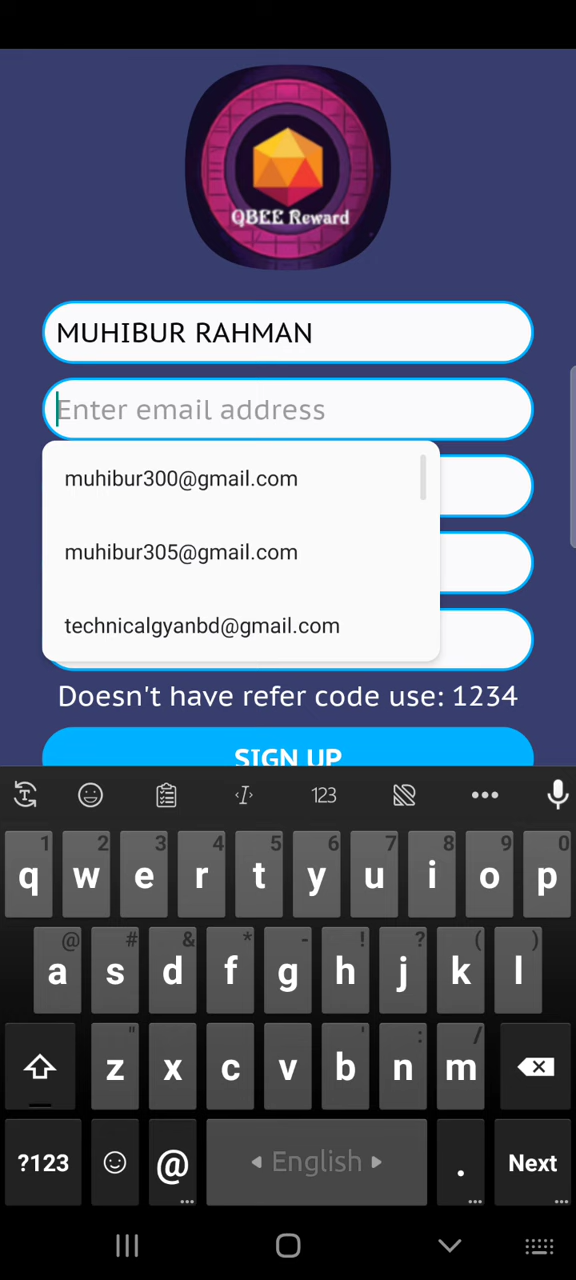 QBEE Reward
MUHIBUR RAHMAN
Enter email address
muhibur300@gmail.com
muhibur305@gmail.com
technicalgyanbd@gmail.com
Doesn't have refer code use: 1234
SIGN UP
T 123 •••
1 2 3 4 5 6 7 8 9 0
q w e r t y u i o p
@ # & * - ! ? ( )
a s d f g h j k l
" ' : /
z x c v b n m
?123 @ English . Next